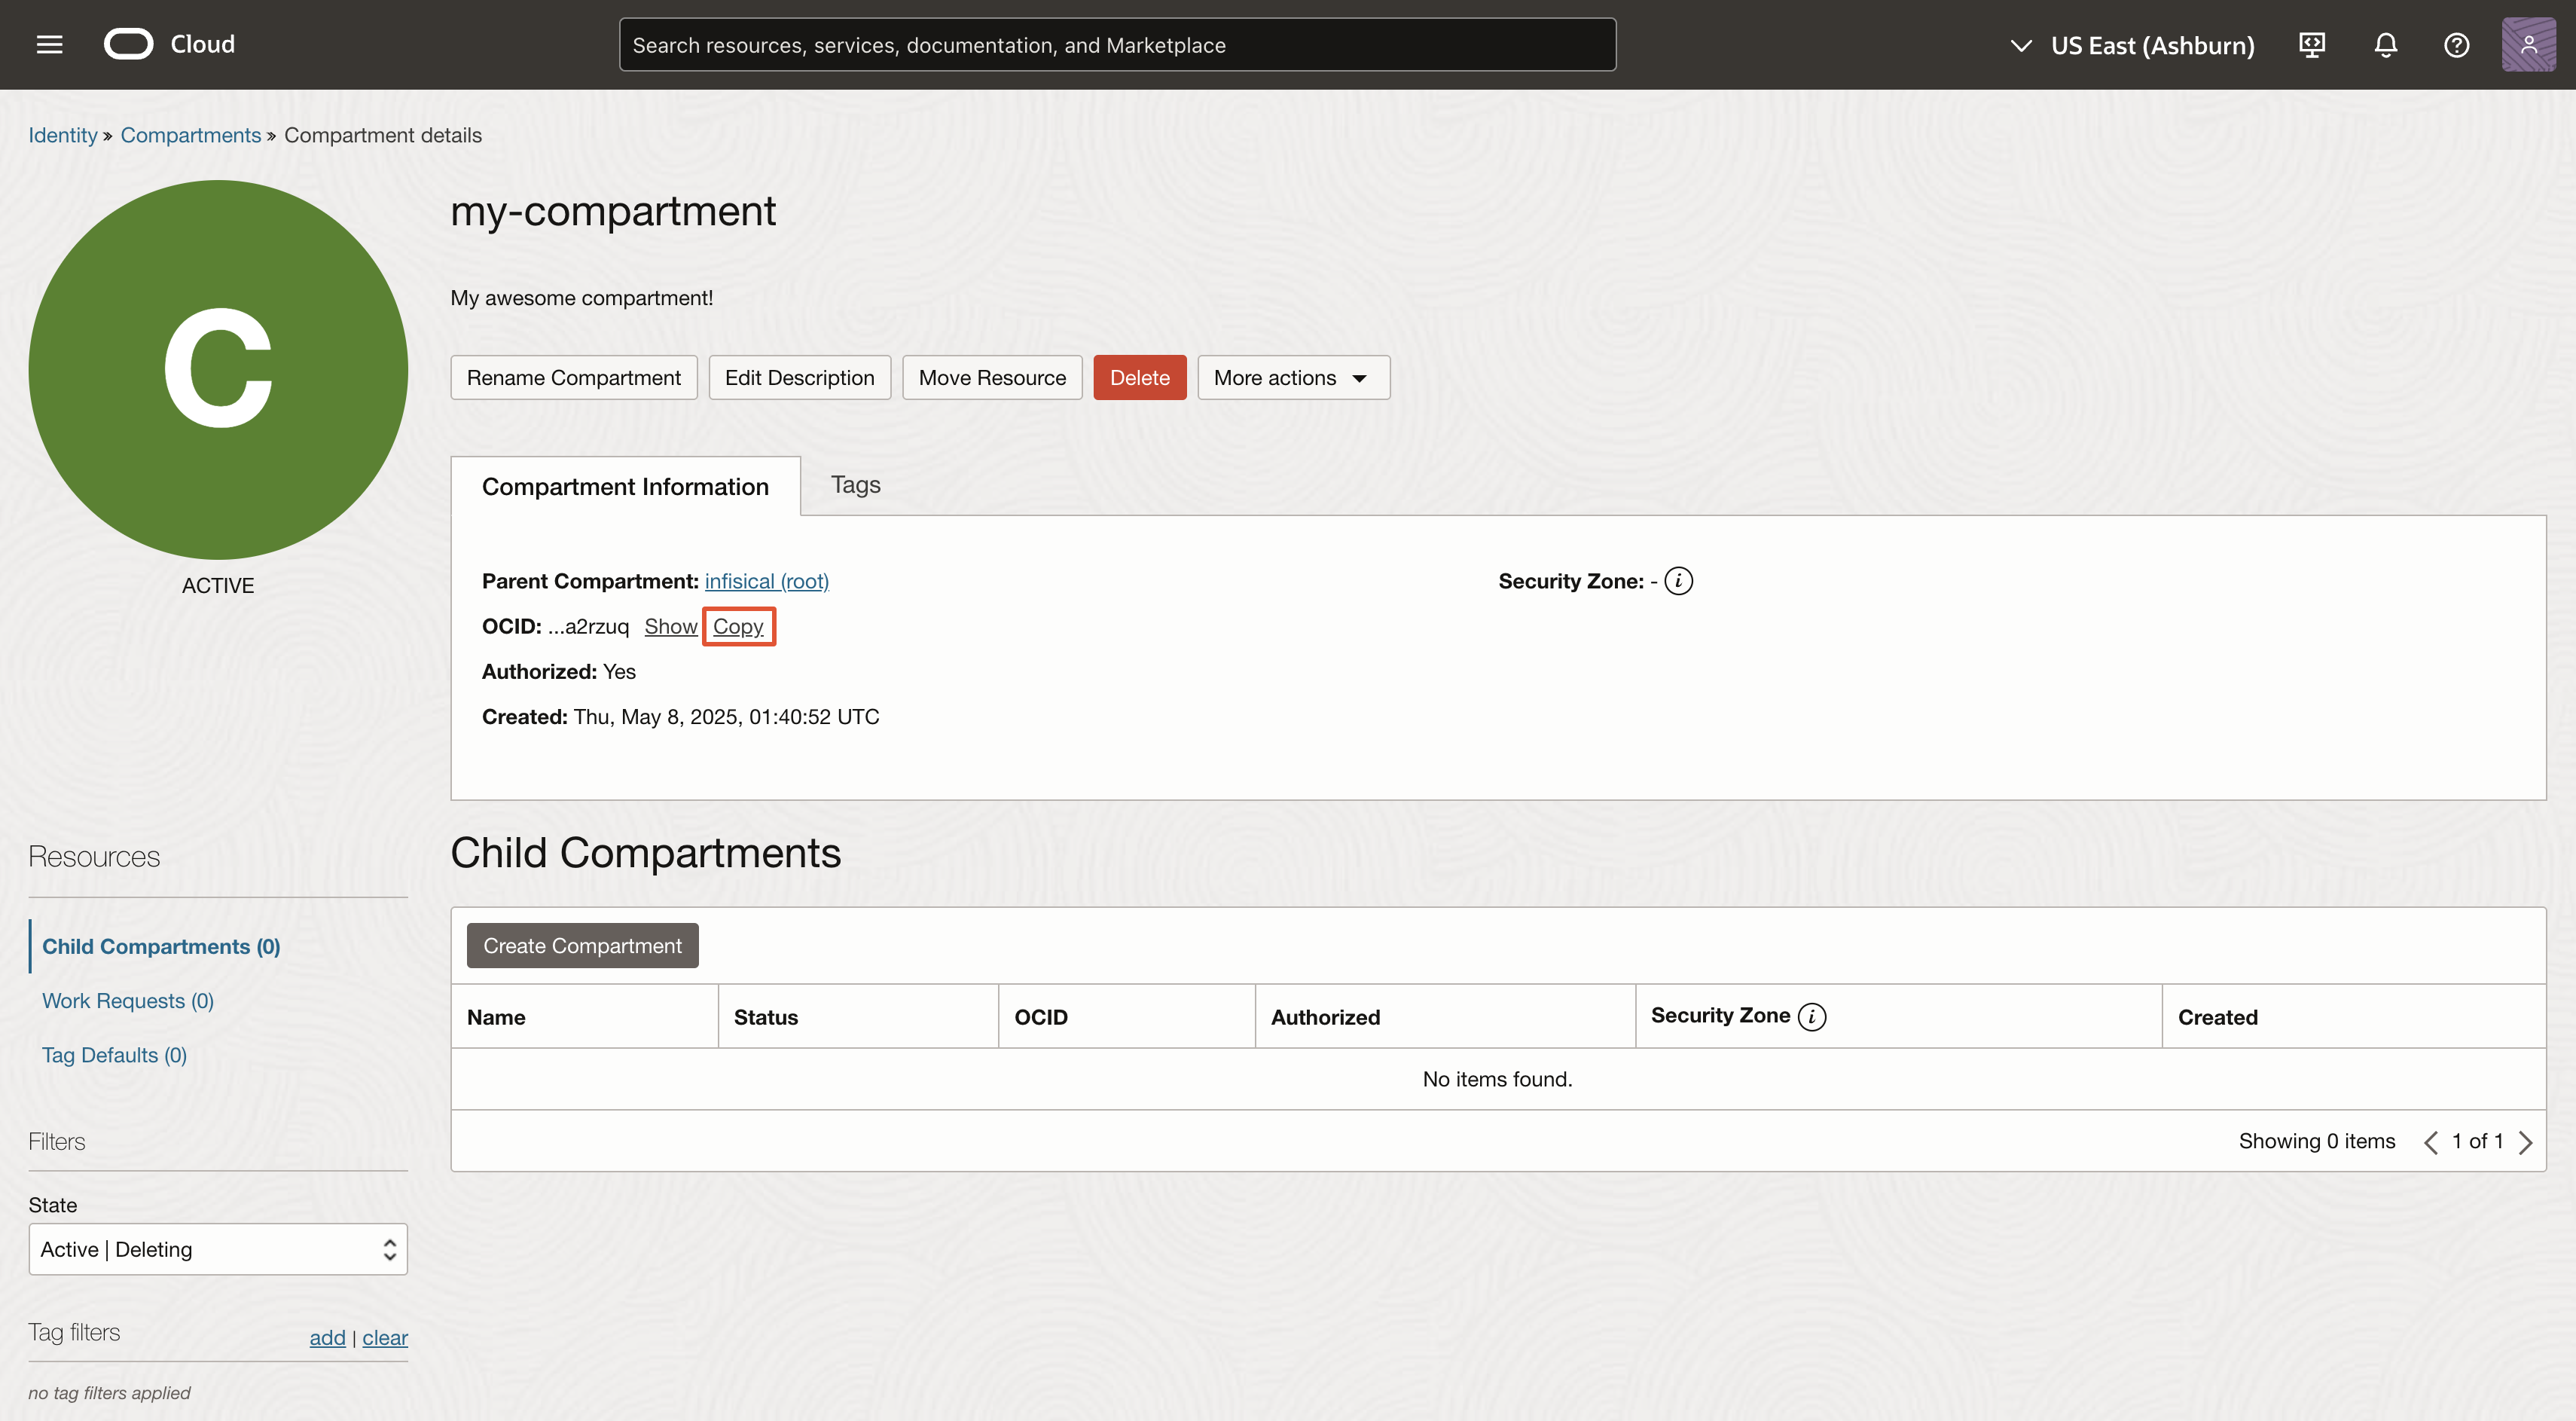 Cloud
Search resources, services, documentation, and Marketplace
US East (Ashburn)
Identity » Compartments » Compartment details
C
ACTIVE
my-compartment
My awesome compartment!
Rename Compartment Edit Description Move Resource Delete More actions
Compartment Information Tags
Parent Compartment: infisical (root)
Security Zone: - i
OCID: ...a2rzuq Show Copy
Authorized: Yes
Created: Thu, May 8, 2025, 01:40:52 UTC
Resources
Child Compartments (0)
Work Requests (0)
Tag Defaults (0)
Filters
State
Active | Deleting
Tag filters add | clear
no tag filters applied
Child Compartments
Create Compartment
Name Status OCID Authorized Security Zone i Created
No items found.
Showing 0 items 1 of 1